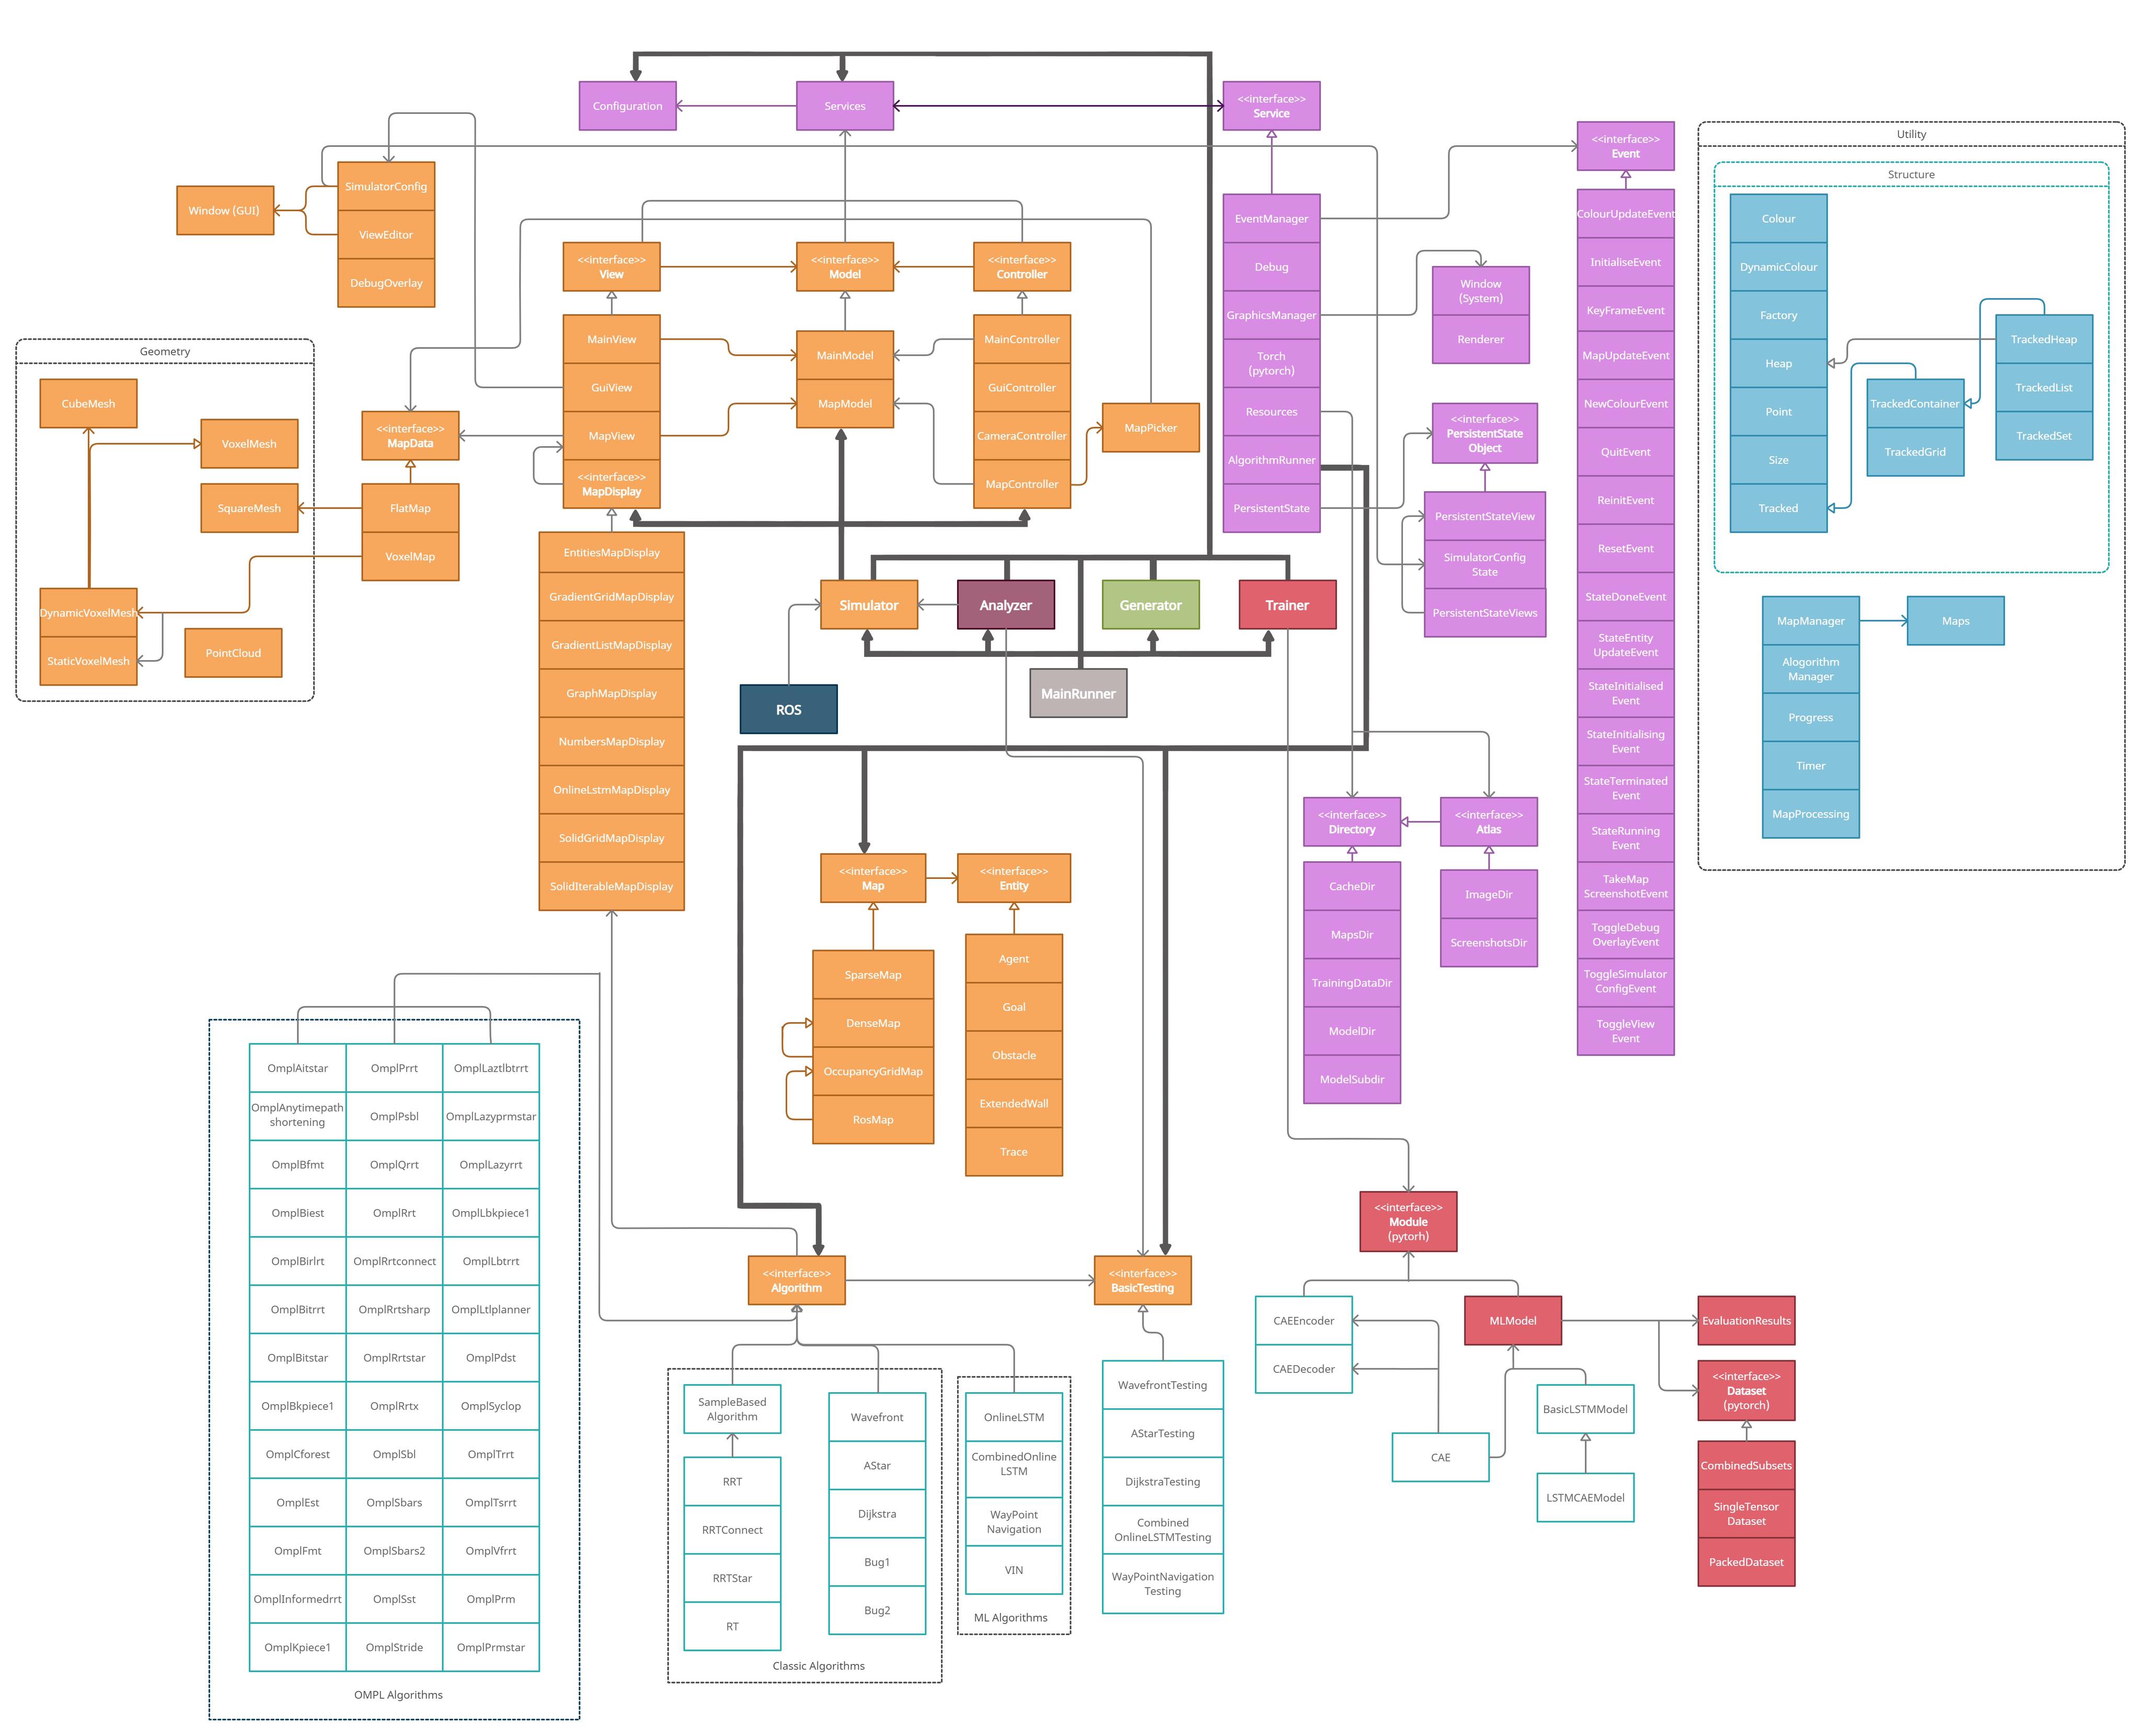 Configuration
Services
<<interface>>
Service
<<interface>>
Event
Utility
Structure
SimulatorConfig
ViewEditor
DebugOverlay
Window (GUI)
<<interface>>
View
<<interface>>
Model
<<interface>>
Controller
MainView
GuiView
MapView
<<interface>>
MapDisplay
MainModel
MapModel
MainController
GuiController
CameraController
MapController
MapPicker
EventManager
Debug
GraphicsManager
Torch
(pytorch)
Resources
AlgorithmRunner
PersistentState
Window
(System)
Renderer
<<interface>>
PersistentState
Object
PersistentStateView
SimulatorConfig
State
PersistentStateViews
ColourUpdateEvent
InitialiseEvent
KeyFrameEvent
MapUpdateEvent
NewColourEvent
QuitEvent
ReinitEvent
ResetEvent
StateDoneEvent
StateEntity
UpdateEvent
StateInitialised
Event
StateInitialising
Event
StateTerminated
Event
StateRunning
Event
TakeMap
ScreenshotEvent
ToggleDebug
OverlayEvent
ToggleSimulator
ConfigEvent
ToggleView
Event
Colour
DynamicColour
Factory
Heap
Point
Size
Tracked
TrackedContainer
TrackedGrid
TrackedHeap
TrackedList
TrackedSet
MapManager
Alogorithm
Manager
Progress
Timer
MapProcessing
Maps
Geometry
CubeMesh
VoxelMesh
SquareMesh
DynamicVoxelMesh
StaticVoxelMesh
PointCloud
<<interface>>
MapData
FlatMap
VoxelMap
EntitiesMapDisplay
GradientGridMapDisplay
GradientListMapDisplay
GraphMapDisplay
NumbersMapDisplay
OnlineLstmMapDisplay
SolidGridMapDisplay
SolidIterableMapDisplay
Simulator
Analyzer
Generator
Trainer
ROS
MainRunner
<<interface>>
Map
<<interface>>
Entity
SparseMap
DenseMap
OccupancyGridMap
RosMap
Agent
Goal
Obstacle
ExtendedWall
Trace
<<interface>>
Directory
<<interface>>
Atlas
CacheDir
MapsDir
TrainingDataDir
ModelDir
ModelSubdir
ImageDir
ScreenshotsDir
OmplAitstar
OmplPrrt
OmplLaztlbtrrt
OmplAnytimepath
shortening
OmplPsbl
OmplLazyprmstar
OmplBfmt
OmplQrrt
OmplLazyrrt
OmplBiest
OmplRrt
OmplLbkpiece1
OmplBirlrt
OmplRrtconnect
OmplLbtrrt
OmplBitrrt
OmplRrtsharp
OmplLtlplanner
OmplBitstar
OmplRrtstar
OmplPdst
OmplBkpiece1
OmplRrtx
OmplSyclop
OmplCforest
OmplSbl
OmplTrrt
OmplEst
OmplSbars
OmplTsrrt
OmplFmt
OmplSbars2
OmplVfrrt
OmplInformedrrt
OmplSst
OmplPrm
OmplKpiece1
OmplStride
OmplPrmstar
OMPL Algorithms
<<interface>>
Algorithm
<<interface>>
BasicTesting
SampleBased
Algorithm
RRT
RRTConnect
RRTStar
RT
Wavefront
AStar
Dijkstra
Bug1
Bug2
Classic Algorithms
OnlineLSTM
CombinedOnline
LSTM
WayPoint
Navigation
VIN
ML Algorithms
WavefrontTesting
AStarTesting
DijkstraTesting
Combined
OnlineLSTMTesting
WayPointNavigation
Testing
<<interface>>
Module
(pytorh)
CAEEncoder
CAEDecoder
MLModel
EvaluationResults
<<interface>>
Dataset
(pytorch)
CAE
BasicLSTMModel
LSTMCAEModel
CombinedSubsets
SingleTensor
Dataset
PackedDataset